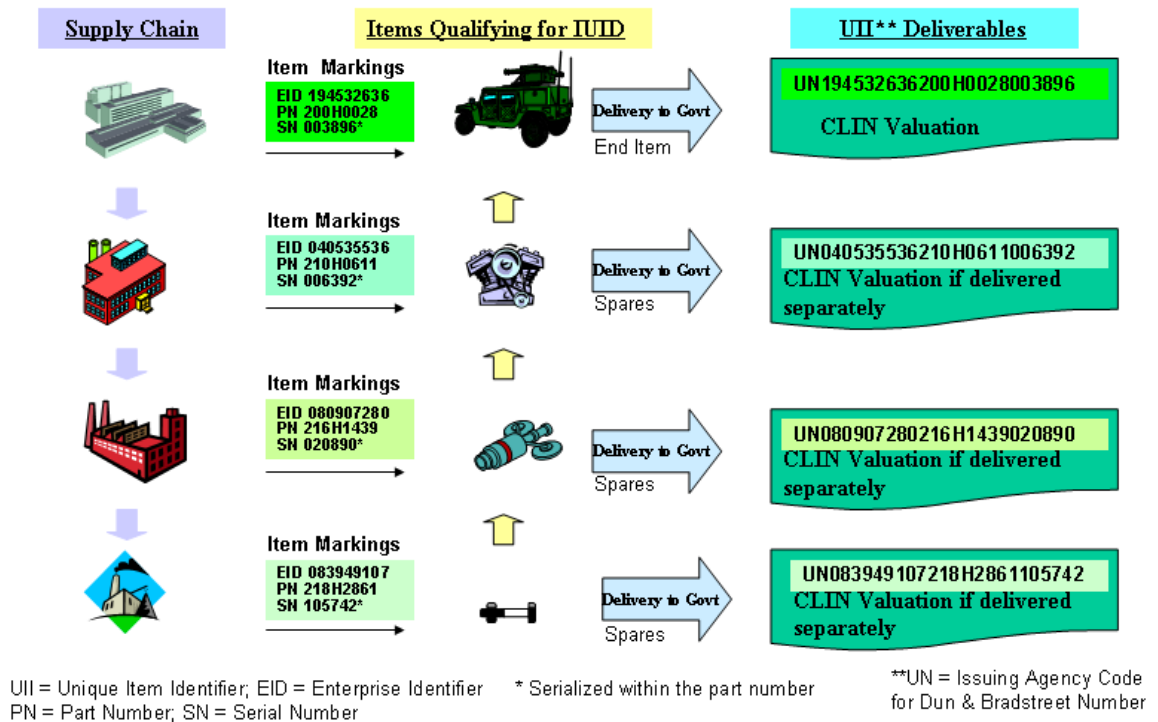 Supply Chain
Items Qualifying for IUID
UII** Deliverables
Item Markings
EID 194532636
PN 200H0028
SN 003896*
Delivery to Govt
End Item
UN194532636200H0028003896
CLIN Valuation
Item Markings
EID 040535536
PN 210H0611
SN 006392*
Delivery to Govt
Spares
UN040535536210H0611006392
CLIN Valuation if delivered
separately
Item Markings
EID 080907280
PN 216H1439
SN 020890*
Delivery to Govt
Spares
UN080907280216H1439020890
CLIN Valuation if delivered
separately
Item Markings
EID 083949107
PN 218H2861
SN 105742*
Delivery to Govt
Spares
UN083949107218H2861105742
CLIN Valuation if delivered
separately
UII = Unique Item Identifier; EID = Enterprise Identifier
PN = Part Number; SN = Serial Number
* Serialized within the part number
**UN = Issuing Agency Code
for Dun & Bradstreet Number